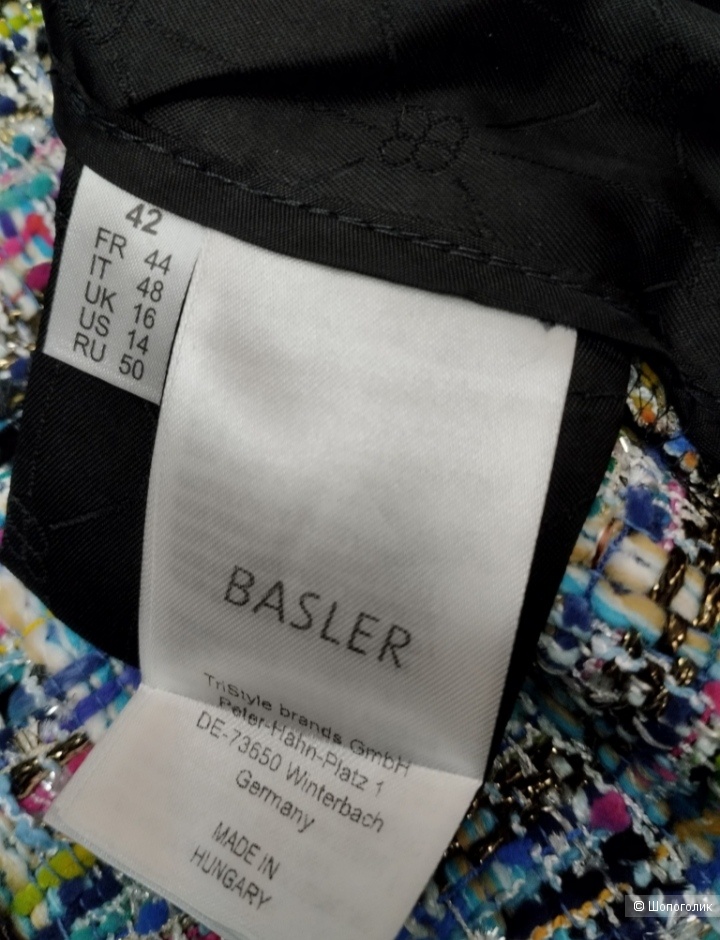 42
FR 44
IT 48
UK 16
US 14
RU 50
BASLER
TriStyle brands GmbH
Peter-Hahn-Platz 1
DE-73650 Winterbach
Germany
MADE IN
HUNGARY
© Шопоголик